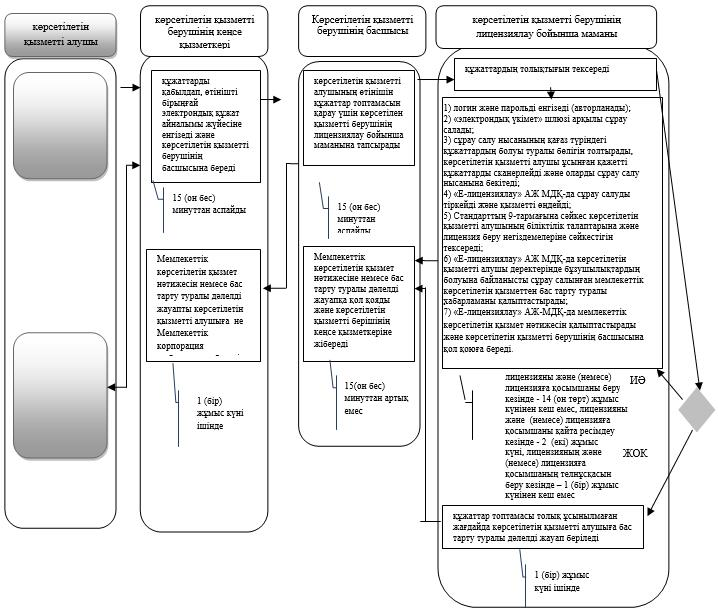 көрсетілетін
қызметті алушы
көрсетілетін қызметті
берушінің кеңсе
қызметкері
Көрсетілетін қызметті
берушінің басшысы
көрсетілетін қызметті берушінің
лицензиялау бойынша маманы
құжаттарды
қабылдап, өтінішті
бірыңғай
электрондық құжат
айналымы жүйесіне
енгізеді және
көрсетілетін қызметті
берушінің
басшысына береді
15 (он бес)
минуттан аспайды
Мемлекеттік
көрсетілетін қызмет
нәтижесін немесе бас
тарту туралы дәлелді
жауапты көрсетілетін
қызметті алушыға не
Мемлекеттік
корпорация
1 (бір)
жұмыс күні
ішінде
көрсетілетін қызметті
алушының өтінішін
құжаттар топтамасын
қарау үшін көрсетілен
қызметті берушінің
лицензиялау бойынша
маманына тапсырады
15 (он бес)
минуттан
аспайды
Мемлекеттік
көрсетілетін қызмет
нәтижесіне немесе бас
тарту туралы дәлелді
жауапқа қол қояды
және көрсетілетін
қызметті берішінің
кеңсе қызметкеріне
жібереді
15(он бес)
минуттан артық
емес
құжаттардың толықтығын тексереді
1) логин және парольді енгізеді (авторланады);
2) «электрондық үкімет» шлюзі арқылы сұрау
салады;
3) сұрау салу нысанының қағаз түріндегі
құжаттардың болуы туралы бөлігін толтырады,
көрсетілетін қызметті алушы ұсынған қажетті
құжаттарды сканерлейді және оларды сұрау салу
нысанына бекітеді;
4) «Е-лицензиялау» АЖ МДҚ-да сұрау салуды
тіркейді және қызметті өңдейді;
5) Стандарттың 9-тармағына сәйкес көрсетілетін
қызметті алушының біліктілік талаптарына және
лицензия беру негіздемелеріне сәйкестігін
тексереді;
6) «Е-лицензиялау» АЖ МДҚ-да көрсетілетін
қызметті алушы деректерінде бұзушылықтардың
болуына байланысты сұрау салынған мемлекеттік
көрсетілетін қызметтен бас тарту туралы
хабарламаны қалыптастырады;
7) «Е-лицензиялау» АЖ-МДҚ-да мемлекеттік
көрсетілетін қызмет нәтижесін қалыптастырады
және көрсетілетін қызметті берушінің басшысына
қол қоюға береді.
лицензияны және (немесе)
лицензияға қосымшаны беру
кезінде - 14 (он төрт) жұмыс
күнінен кеш емес, лицензияны
және (немесе) лицензияға
қосымшаны қайта ресімдеу
кезінде - 2 (екі) жұмыс
күні, лицензияның және
(немесе) лицензияға
қосымшаның телнұсқасын
беру кезінде – 1 (бір) жұмыс
күнінен кеш емес
ИӘ
ЖОК
құжаттар топтамасы толық ұсынылмаған
жағдайда көрсетілетін қызметті алушыға бас
тарту туралы дәлелді жауап беріледі
1 (бір) жұмыс
күні ішінде